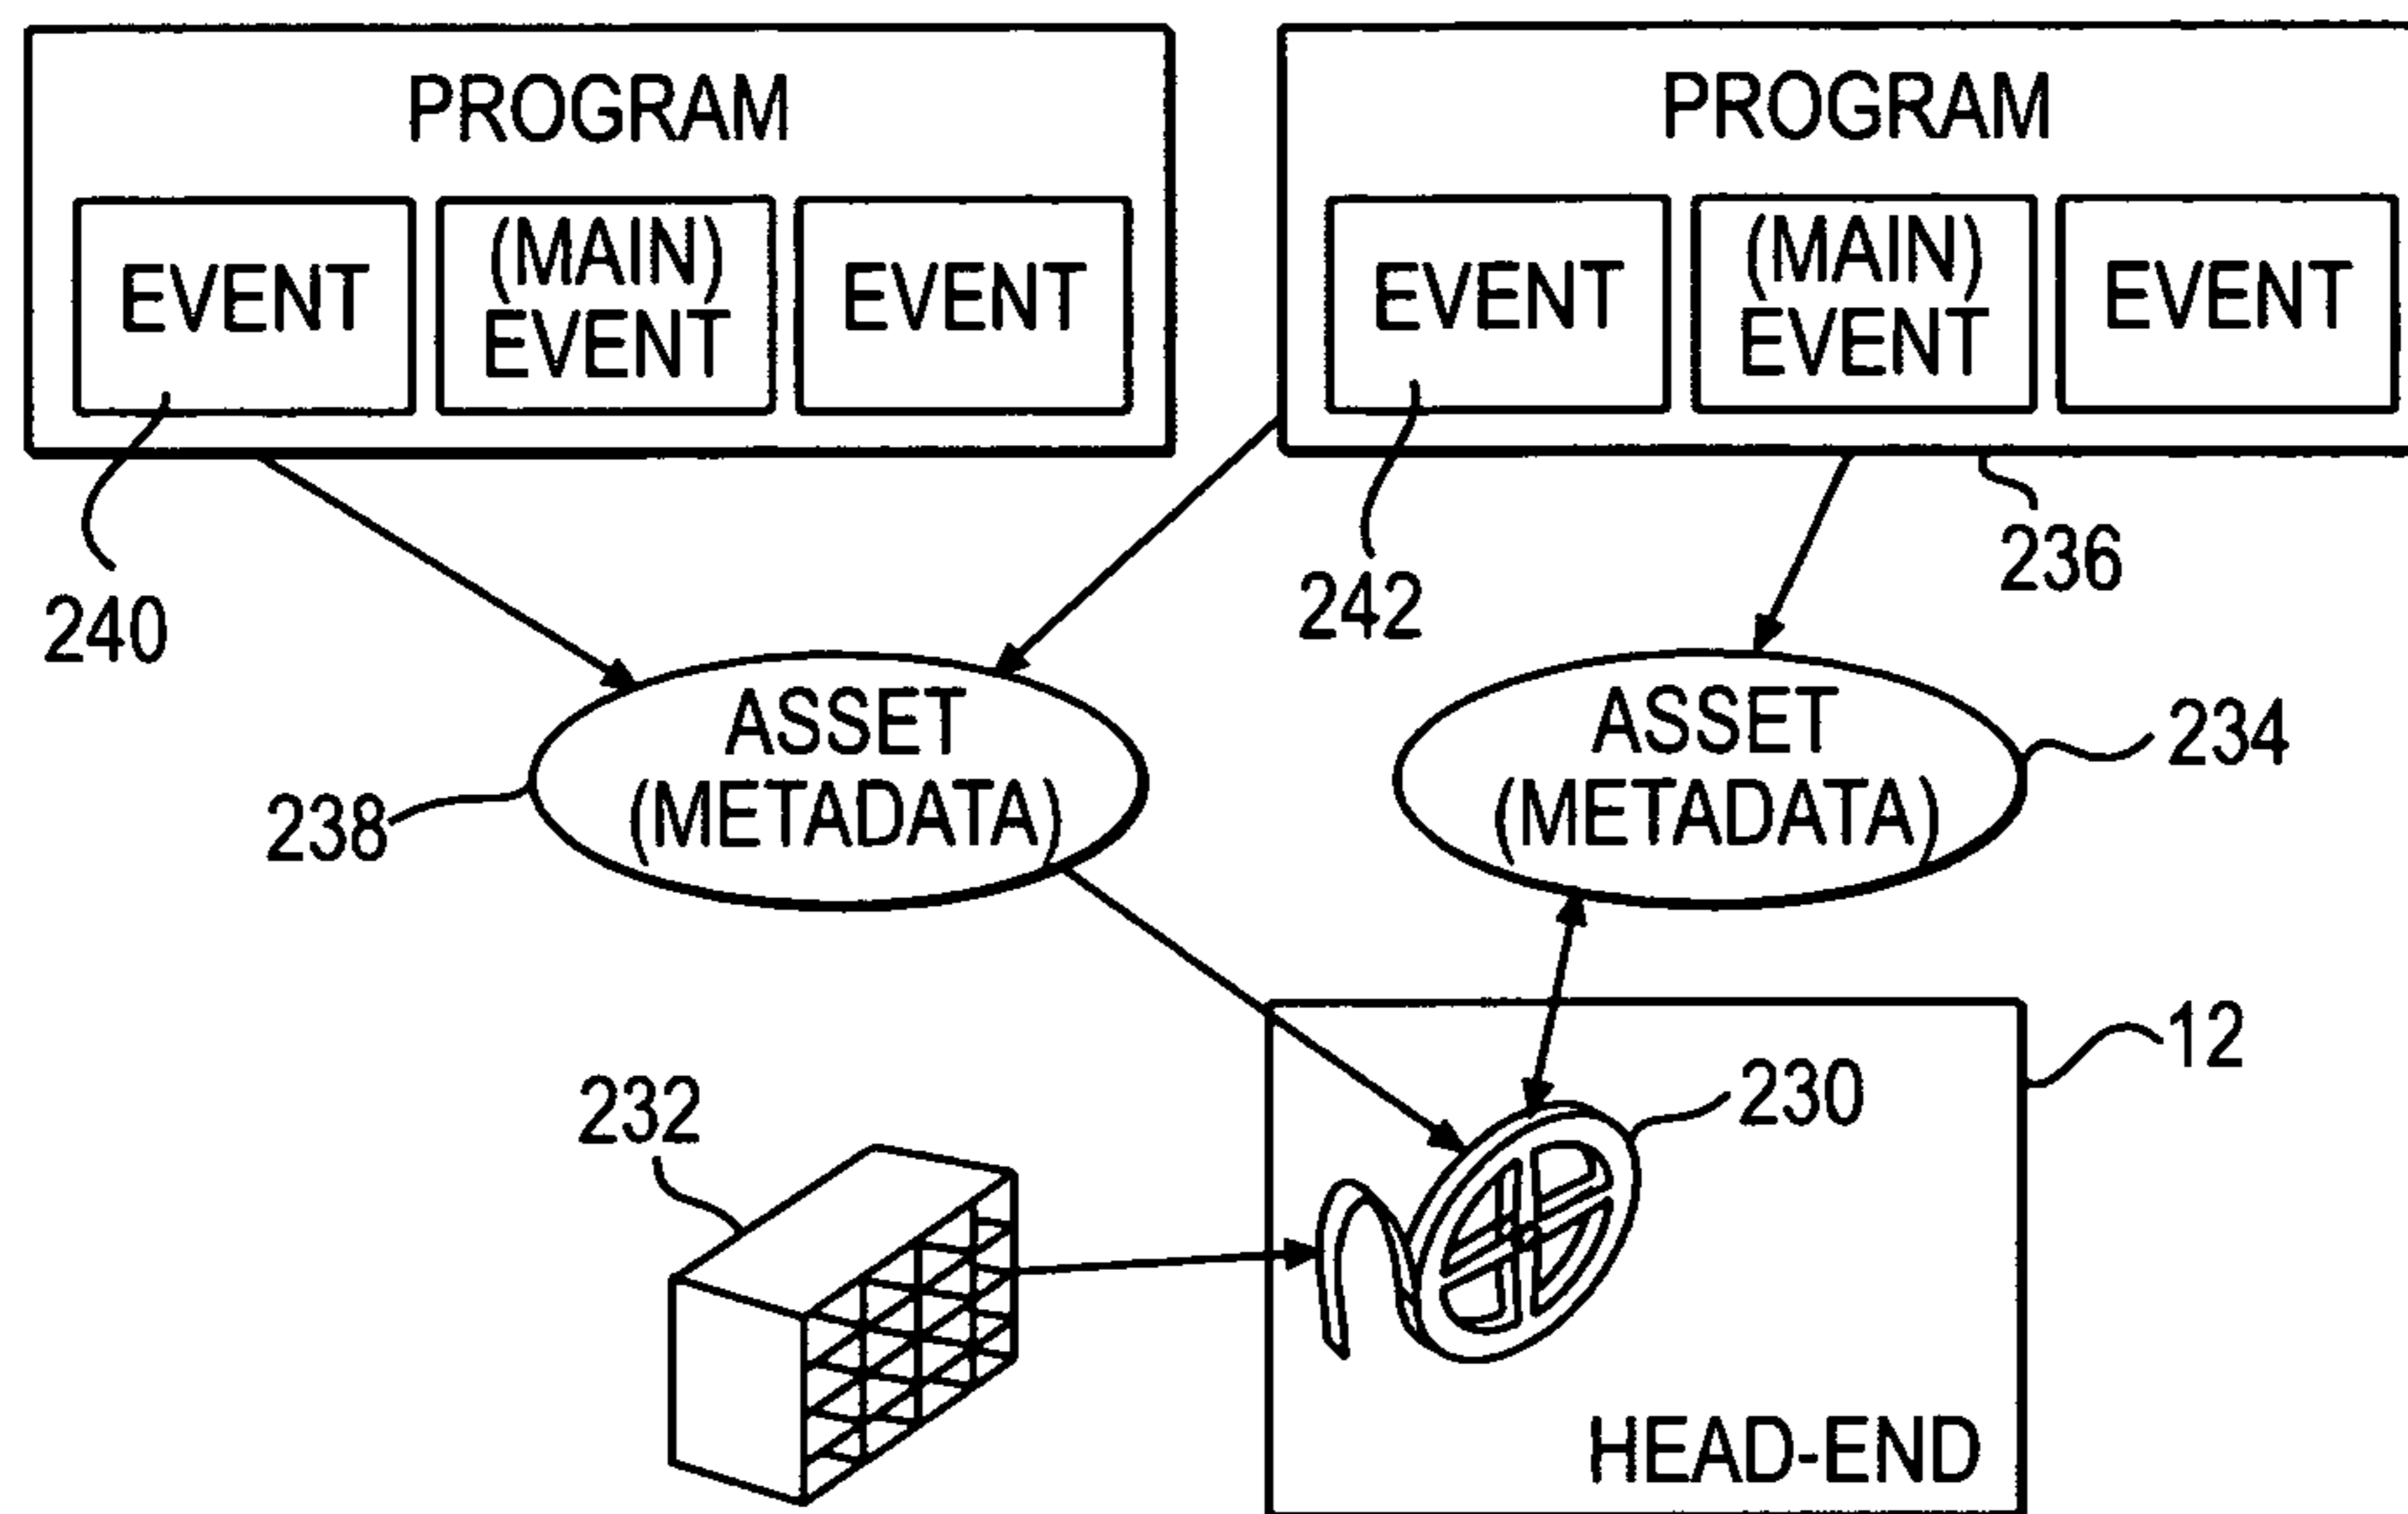 PROGRAM
EVENT
(MAIN)
EVENT
EVENT
PROGRAM
EVENT
(MAIN)
EVENT
EVENT
240
242
236
ASSET
(METADATA)
238
ASSET
(METADATA)
234
232
230
12
HEAD-END